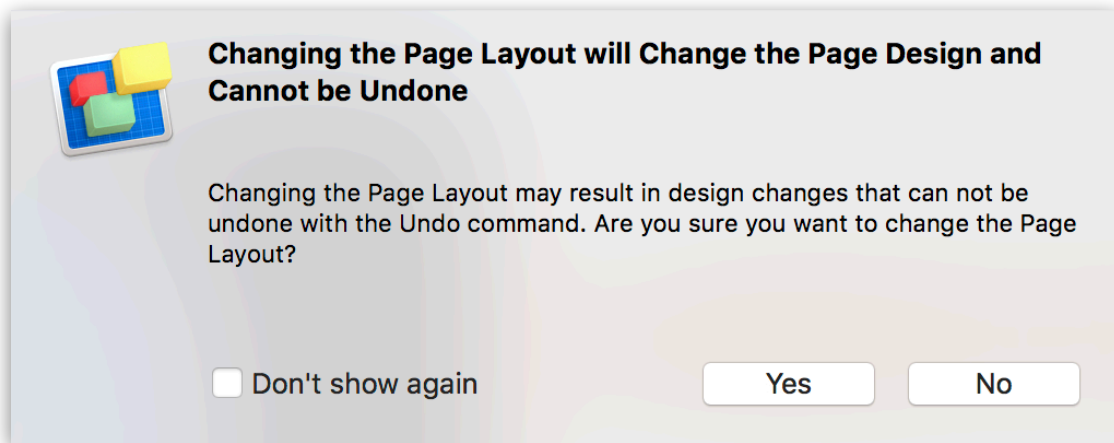 Changing the Page Layout will Change the Page Design and
Cannot be Undone
Changing the Page Layout may result in design changes that can not be
undone with the Undo command. Are you sure you want to change the Page
Layout?
Don't show again
Yes
No